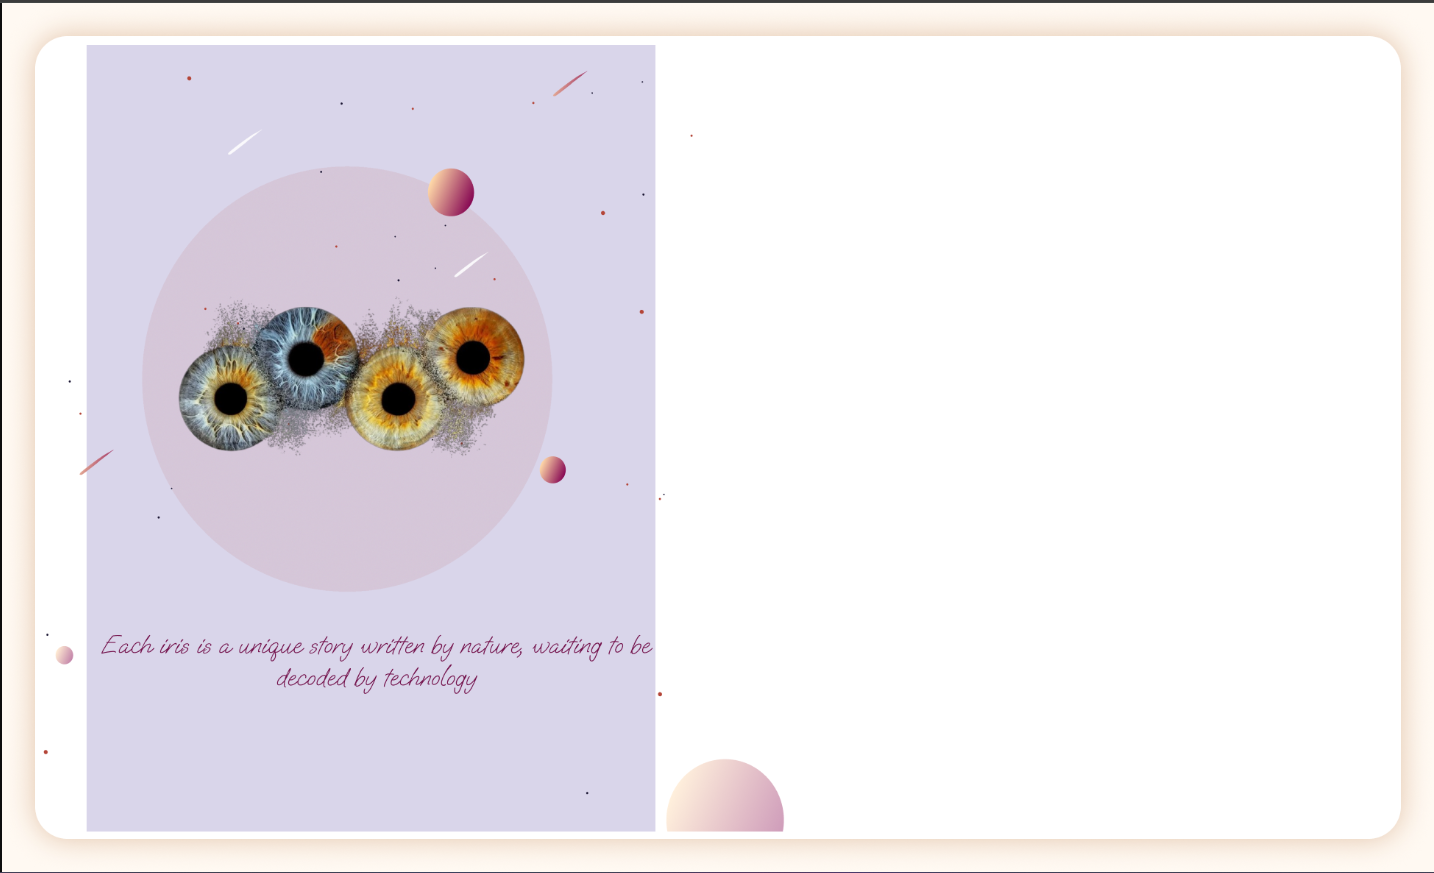 Each iris is a unique story written by nature, waiting to be
decoded by technology